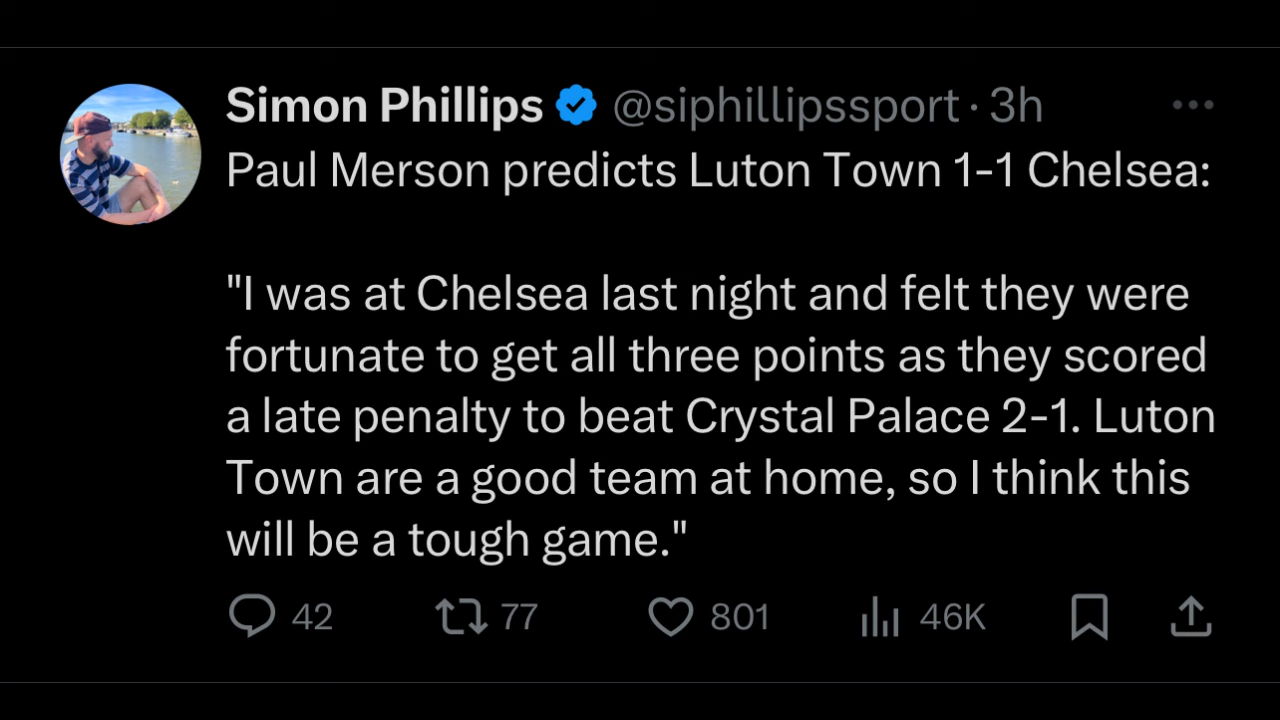 Simon Phillips @siphillipssport · 3h
Paul Merson predicts Luton Town 1-1 Chelsea:
"I was at Chelsea last night and felt they were
fortunate to get all three points as they scored
a late penalty to beat Crystal Palace 2-1. Luton
Town are a good team at home, so I think this
will be a tough game."
42 77 801 46K